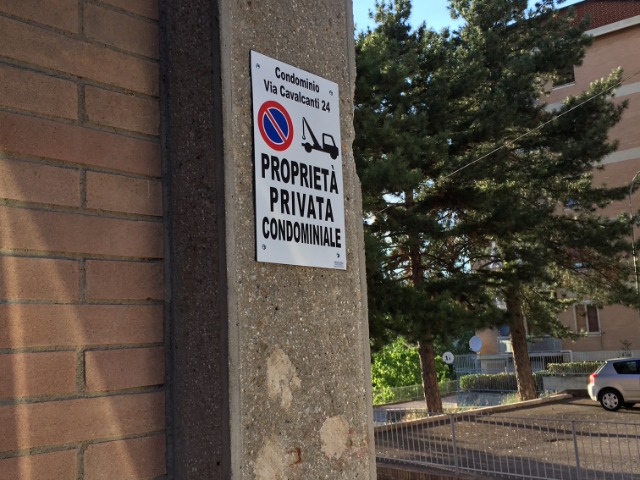 Condominio
Via Cavalcanti 24
PROPRIETÀ
PRIVATA
CONDOMINIALE